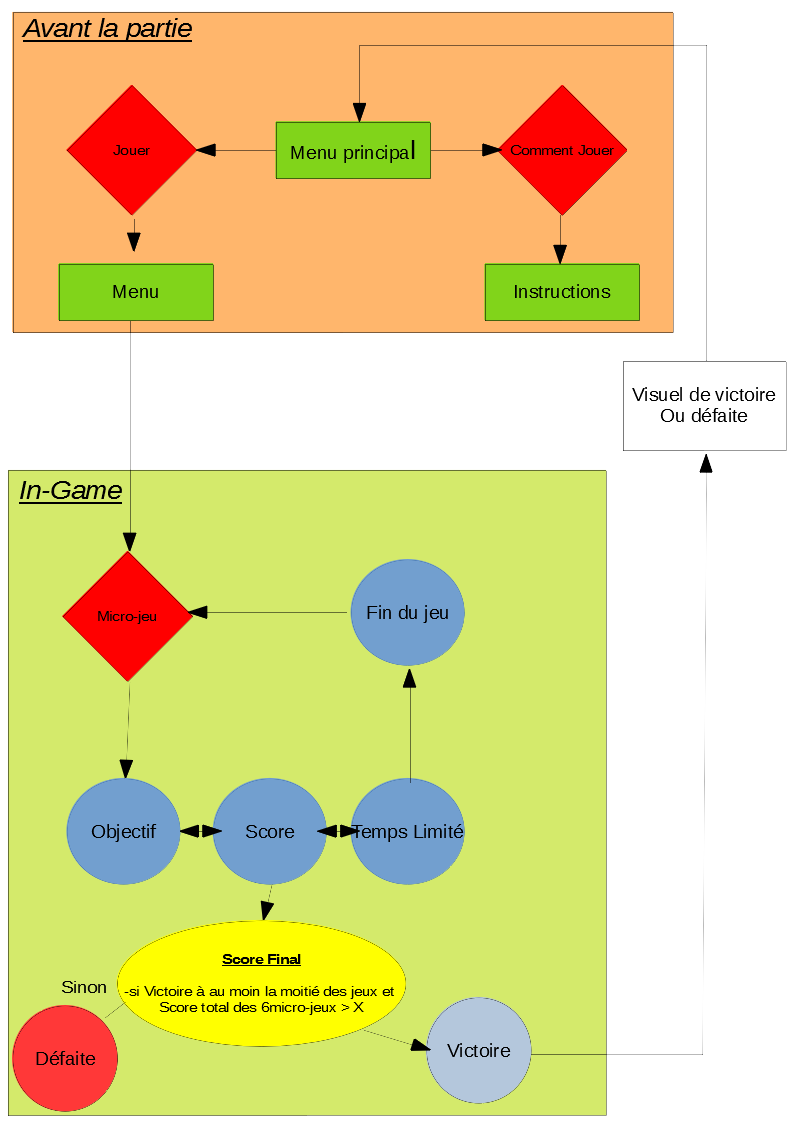 Avant la partie
Jouer
Menu principal
Comment Jouer
Menu
Instructions
Visuel de victoire
Ou défaite
In-Game
Micro-jeu
Fin du jeu
Objectif
Score
Temps Limité
Score Final
-si Victoire à au moin la moitié des jeux et
Score total des 6micro-jeux > X
Sinon
Défaite
Victoire